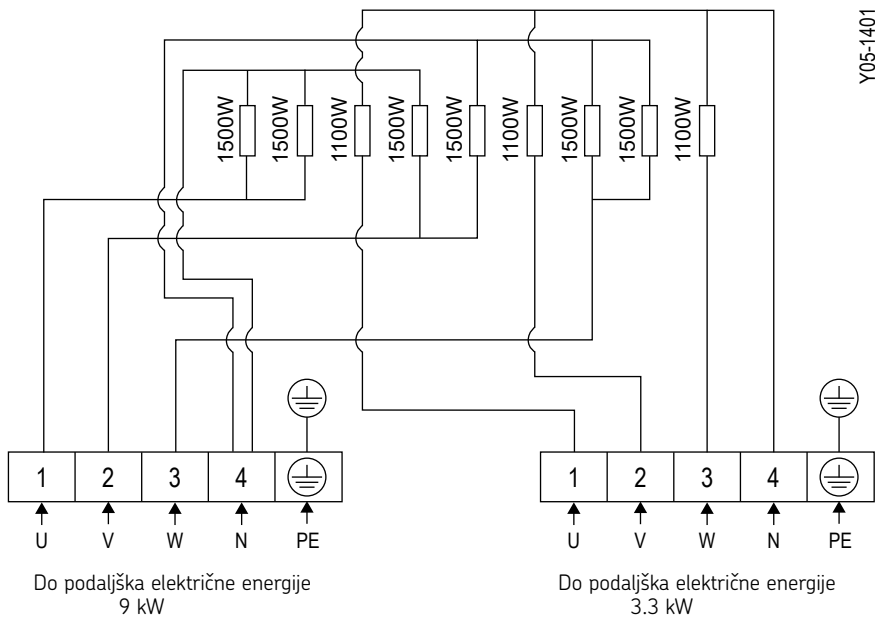 Y05-1401
1500W
1500W
1100W
1500W
1500W
1100W
1500W
1500W
1100W
1 2 3 4
U V W N PE
Do podaljška električne energije
9 kW
1 2 3 4
U V W N PE
Do podaljška električne energije
3.3 kW